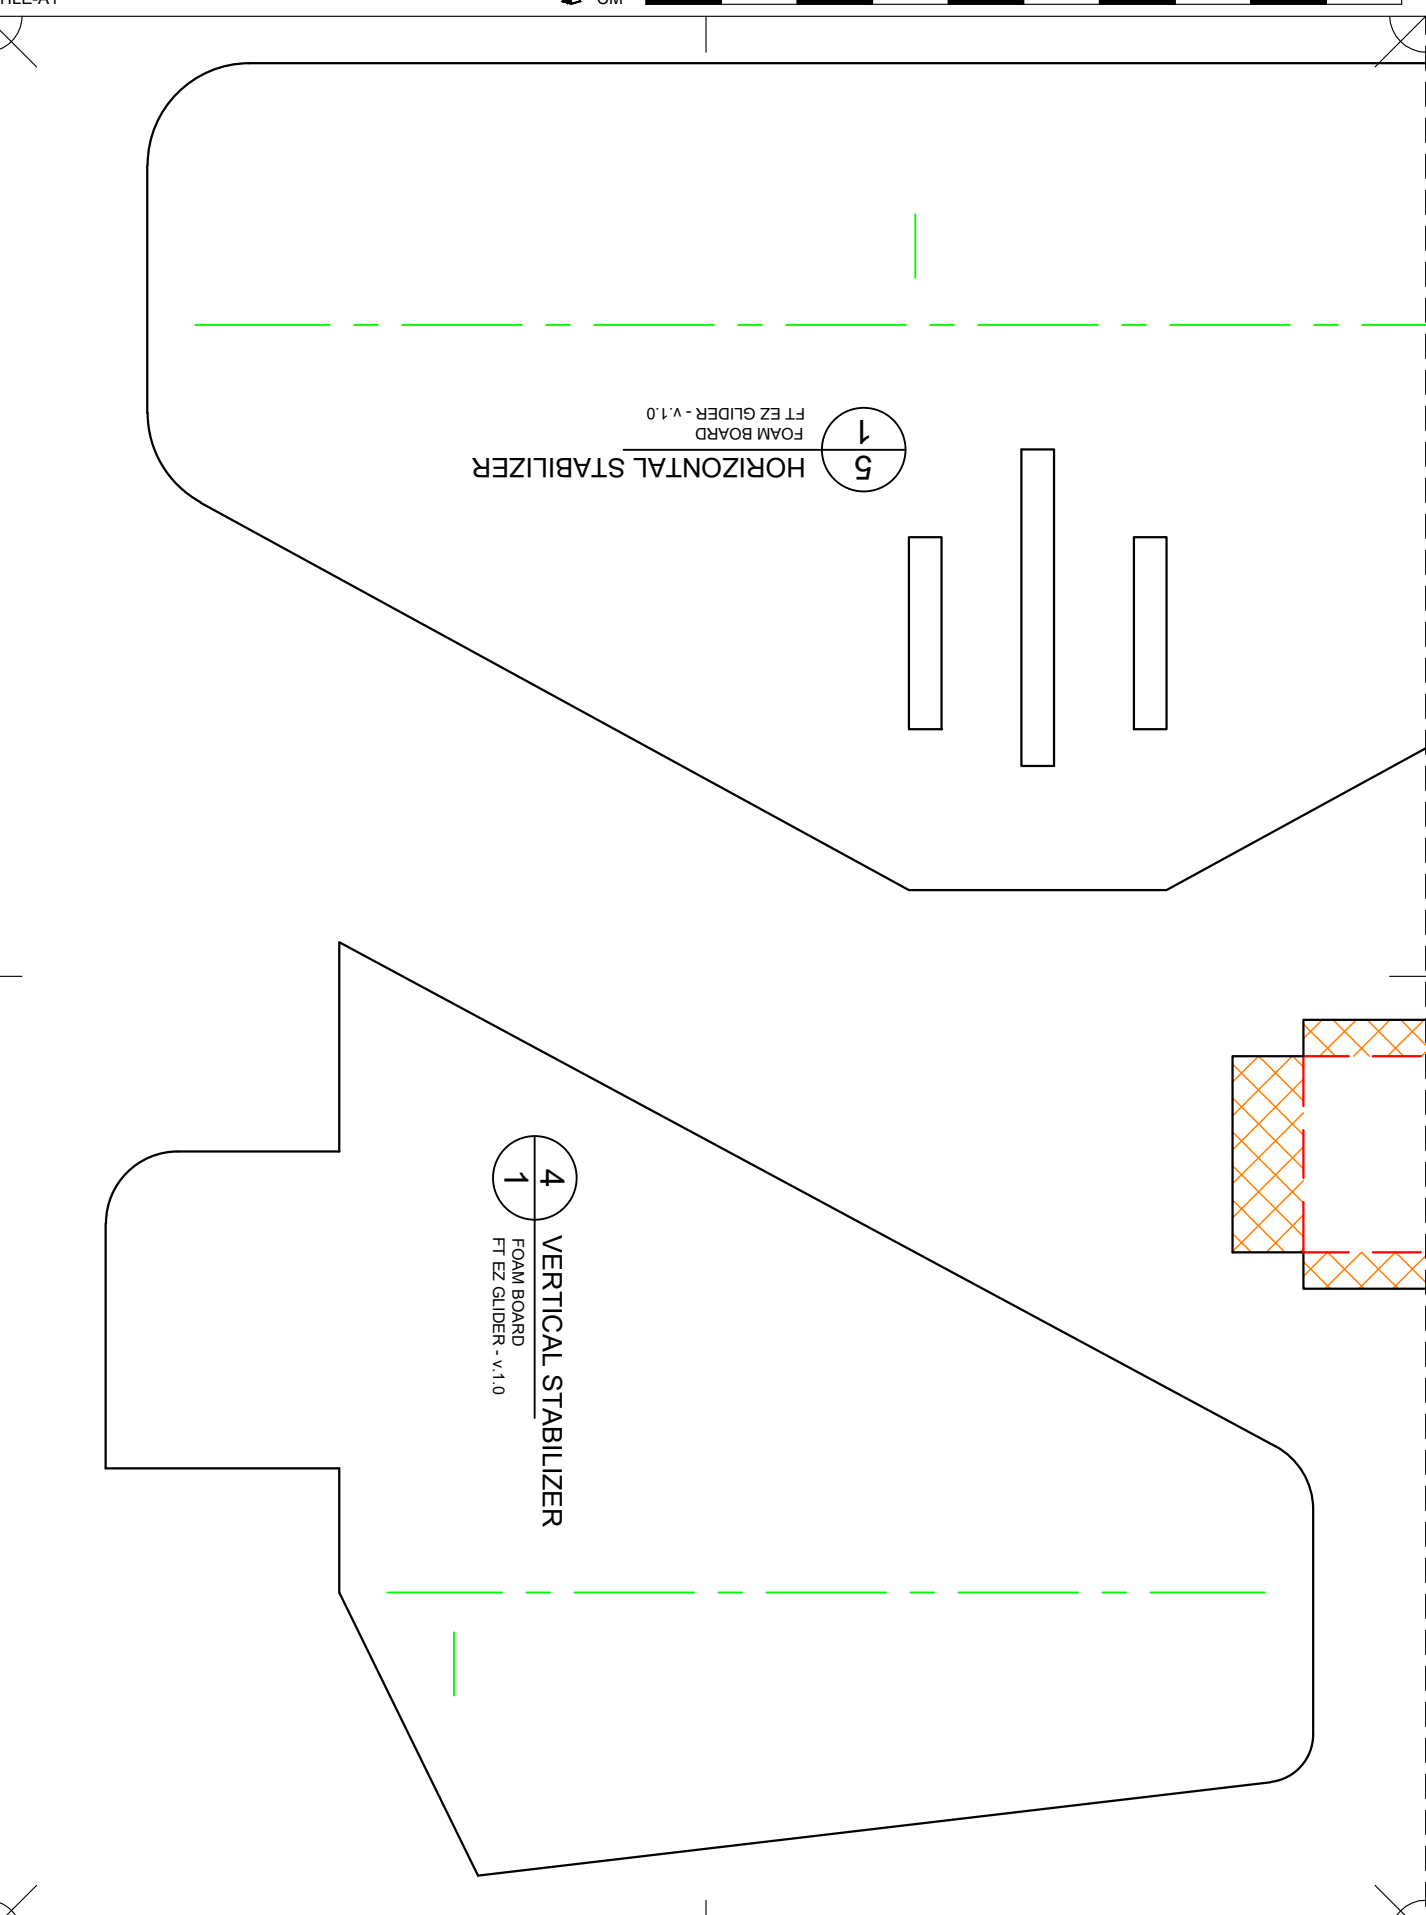 CM
5
1
HORIZONTAL STABILIZER
FOAM BOARD
FT EZ GLIDER - v.1.0
4
1
VERTICAL STABILIZER
FOAM BOARD
FT EZ GLIDER - v.1.0